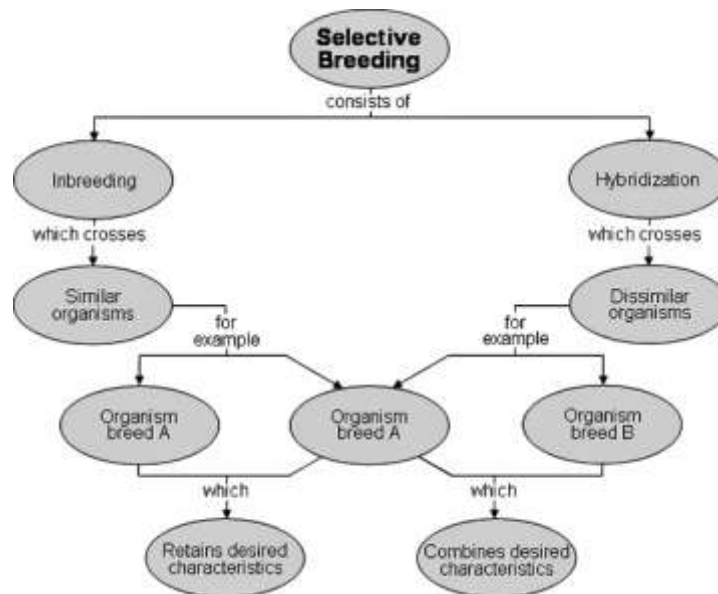 Selective
Breeding
consists of
Inbreeding
Hybridization
which crosses
which crosses
Similar
organisms
Dissimilar
organisms
for
example
for
example
Organism
breed A
Organism
breed A
Organism
breed B
which
which
Retains desired
characteristics
Combines desired
characteristics